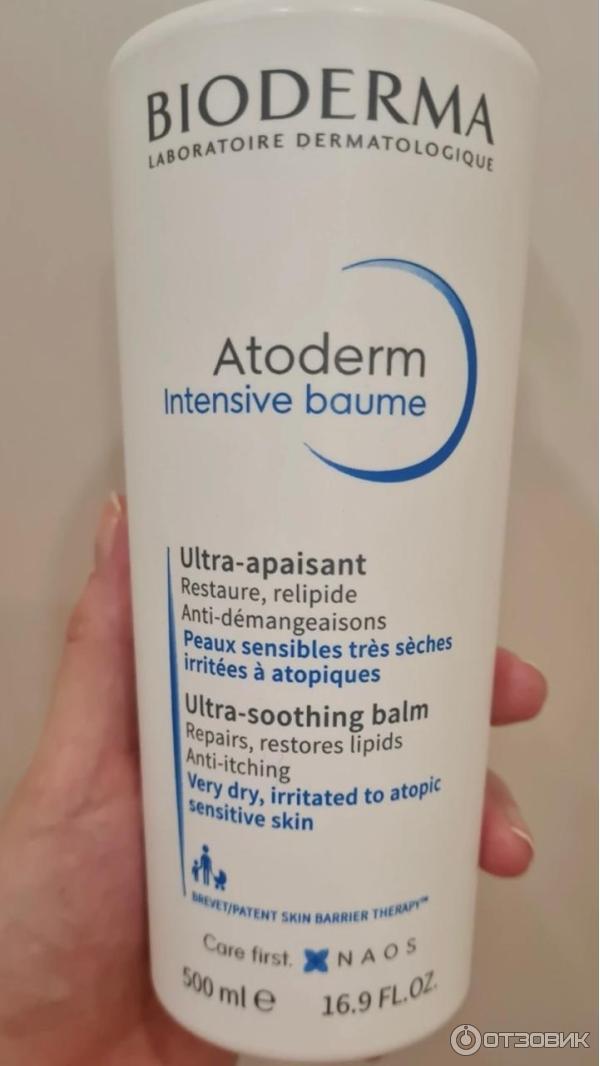 BIODERMA
LABORATOIRE DERMATOLOGIQUE
Atoderm
Intensive baume
Ultra-apaisant
Restaure, relipide
Anti-démangeaisons
Peaux sensibles très sèches
irritées à atopiques
Ultra-soothing balm
Repairs, restores lipids
Anti-itching
Very dry, irritated to atopic
sensitive skin
BREVET/PATENT SKIN BARRIER THERAPY™
Care first. NAOS
500 ml ℮ 16.9 FL.OZ.
ОТЗОВИК